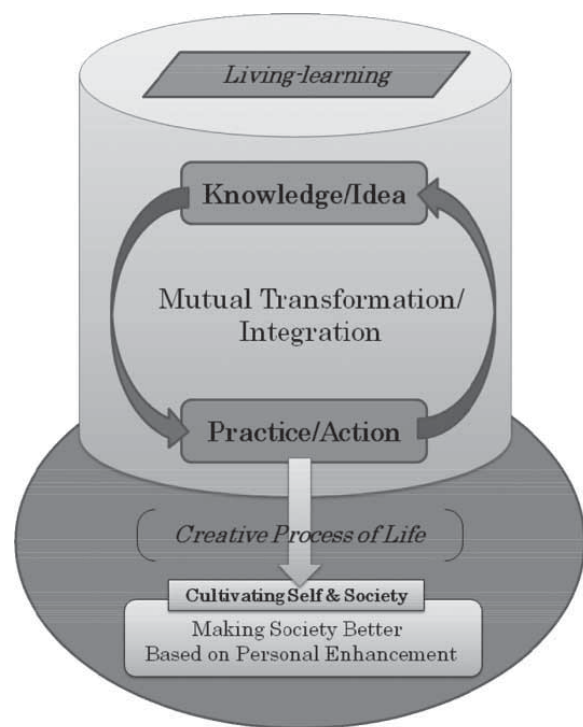 Living-learning
Knowledge/Idea
Mutual Transformation/
Integration
Practice/Action
Creative Process of Life
Cultivating Self & Society
Making Society Better
Based on Personal Enhancement